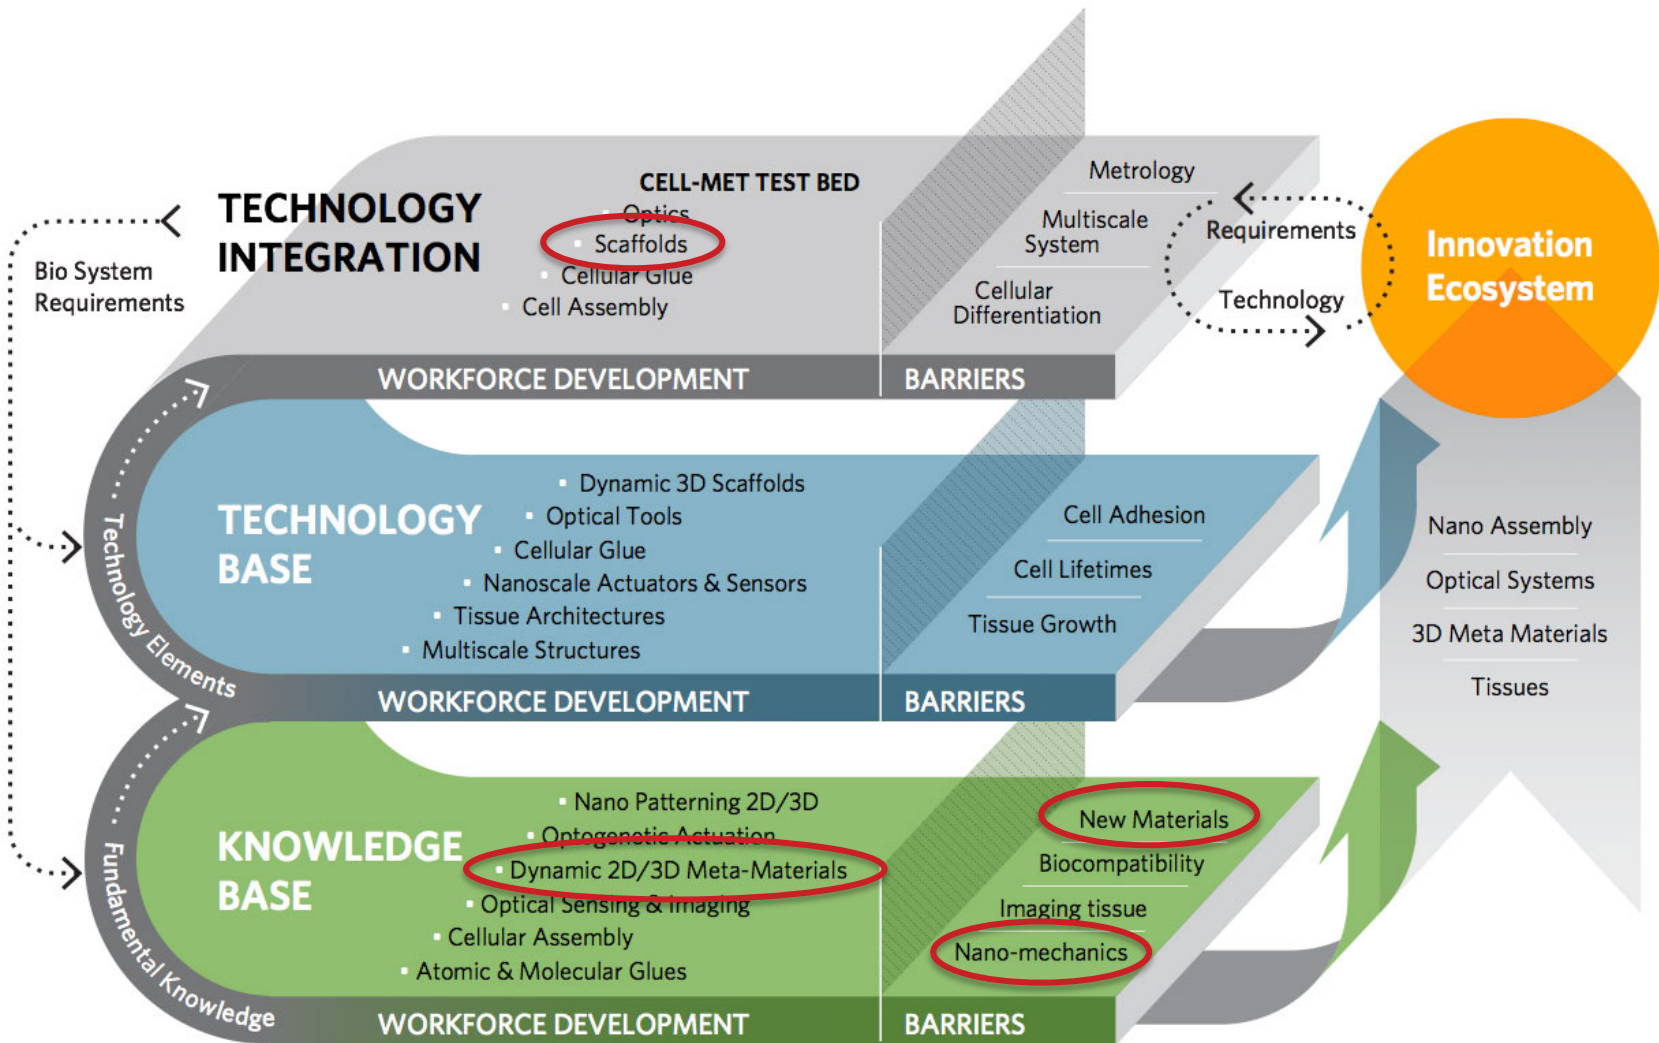 TECHNOLOGY
INTEGRATION
CELL-MET TEST BED
▪ Optics
▪ Scaffolds
▪ Cellular Glue
▪ Cell Assembly
Metrology
Multiscale
System
Cellular
Differentiation
WORKFORCE DEVELOPMENT
BARRIERS
Bio System
Requirements
Requirements
Technology
Innovation
Ecosystem
Technology Elements
TECHNOLOGY
BASE
▪ Dynamic 3D Scaffolds
▪ Optical Tools
▪ Cellular Glue
▪ Nanoscale Actuators & Sensors
▪ Tissue Architectures
▪ Multiscale Structures
Cell Adhesion
Cell Lifetimes
Tissue Growth
WORKFORCE DEVELOPMENT
BARRIERS
Nano Assembly
Optical Systems
3D Meta Materials
Tissues
Fundamental Knowledge
KNOWLEDGE
BASE
▪ Nano Patterning 2D/3D
▪ Optogenotic Actuation
▪ Dynamic 2D/3D Meta-Materials
▪ Optical Sensing & Imaging
▪ Cellular Assembly
▪ Atomic & Molecular Glues
New Materials
Biocompatibility
Imaging tissue
Nano-mechanics
WORKFORCE DEVELOPMENT
BARRIERS